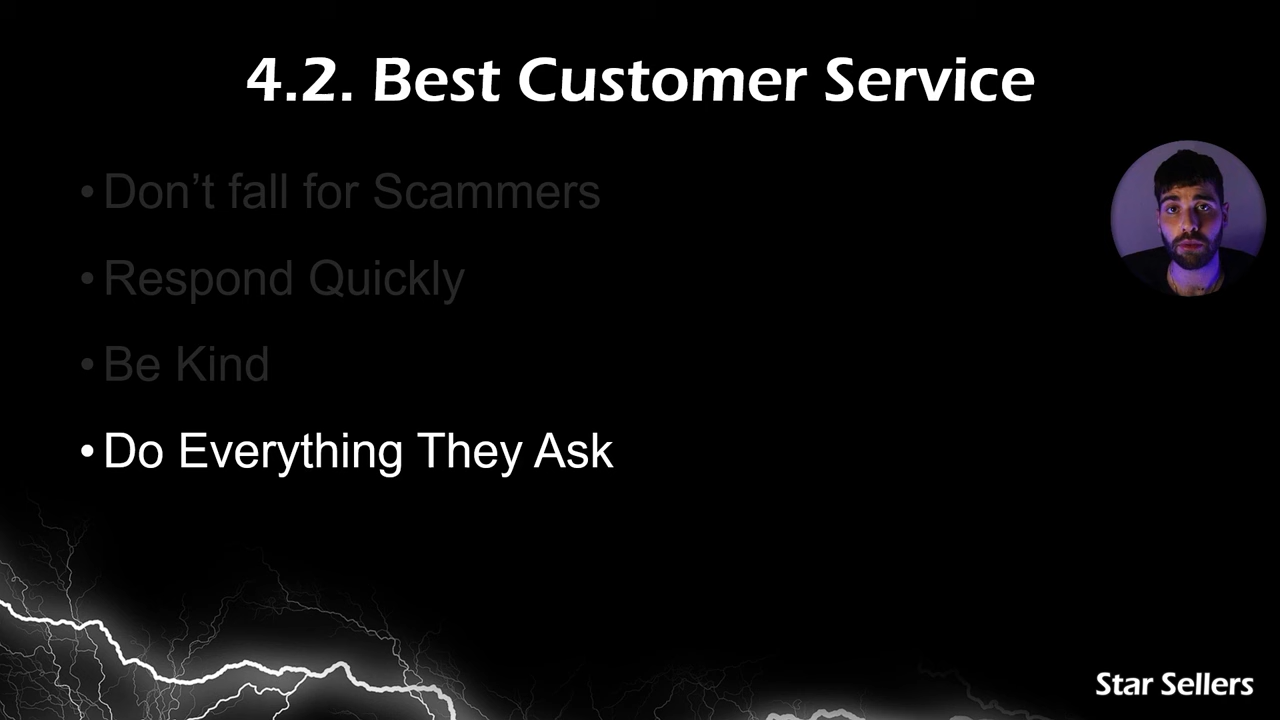 4.2. Best Customer Service
•Don’t fall for Scammers
•Respond Quickly
•Be Kind
•Do Everything They Ask
Star Sellers